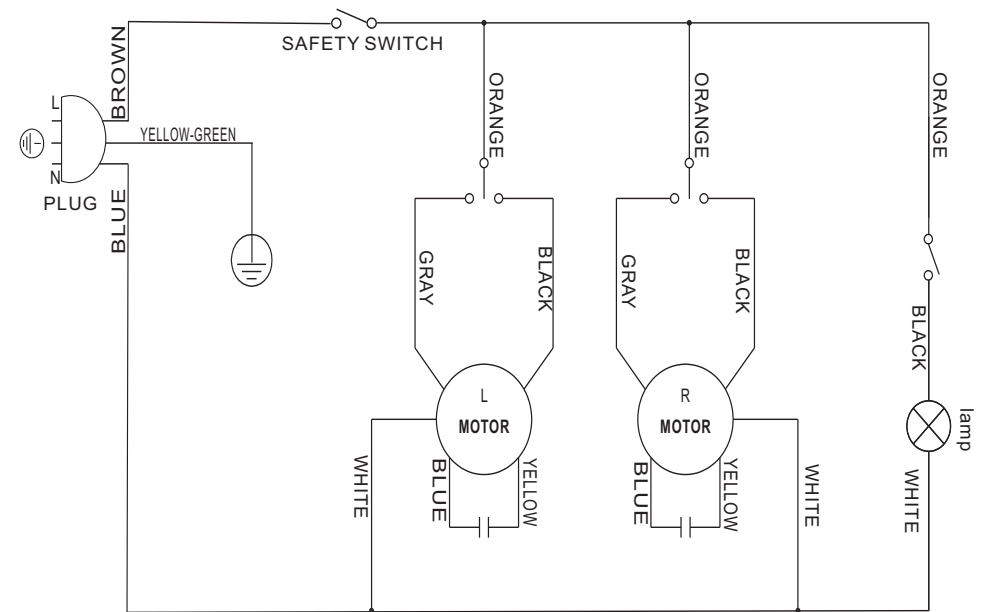 SAFETY SWITCH
BROWN
L
YELLOW-GREEN
N
PLUG
BLUE
ORANGE
ORANGE
ORANGE
GRAY
BLACK
GRAY
BLACK
BLACK
L
MOTOR
R
MOTOR
lamp
WHITE
BLUE
YELLOW
BLUE
YELLOW
WHITE
WHITE